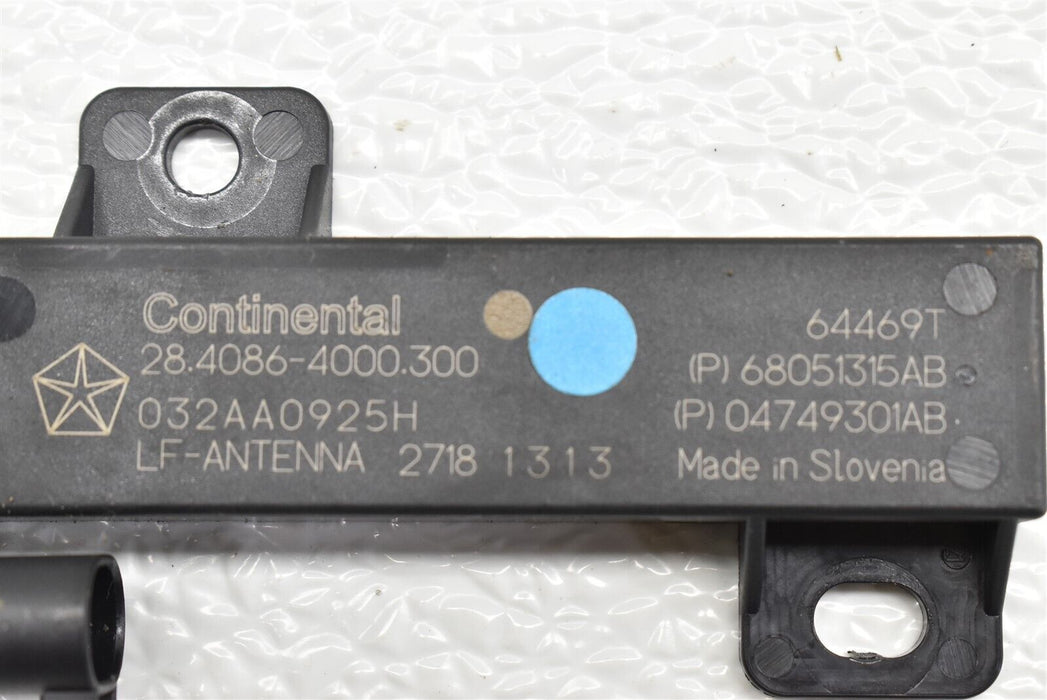 Continental
28.4086-4000.300
032AA0925H
LF-ANTENNA 2718 1313
64469T
(P) 68051315AB
(P) 04749301AB
Made in Slovenia